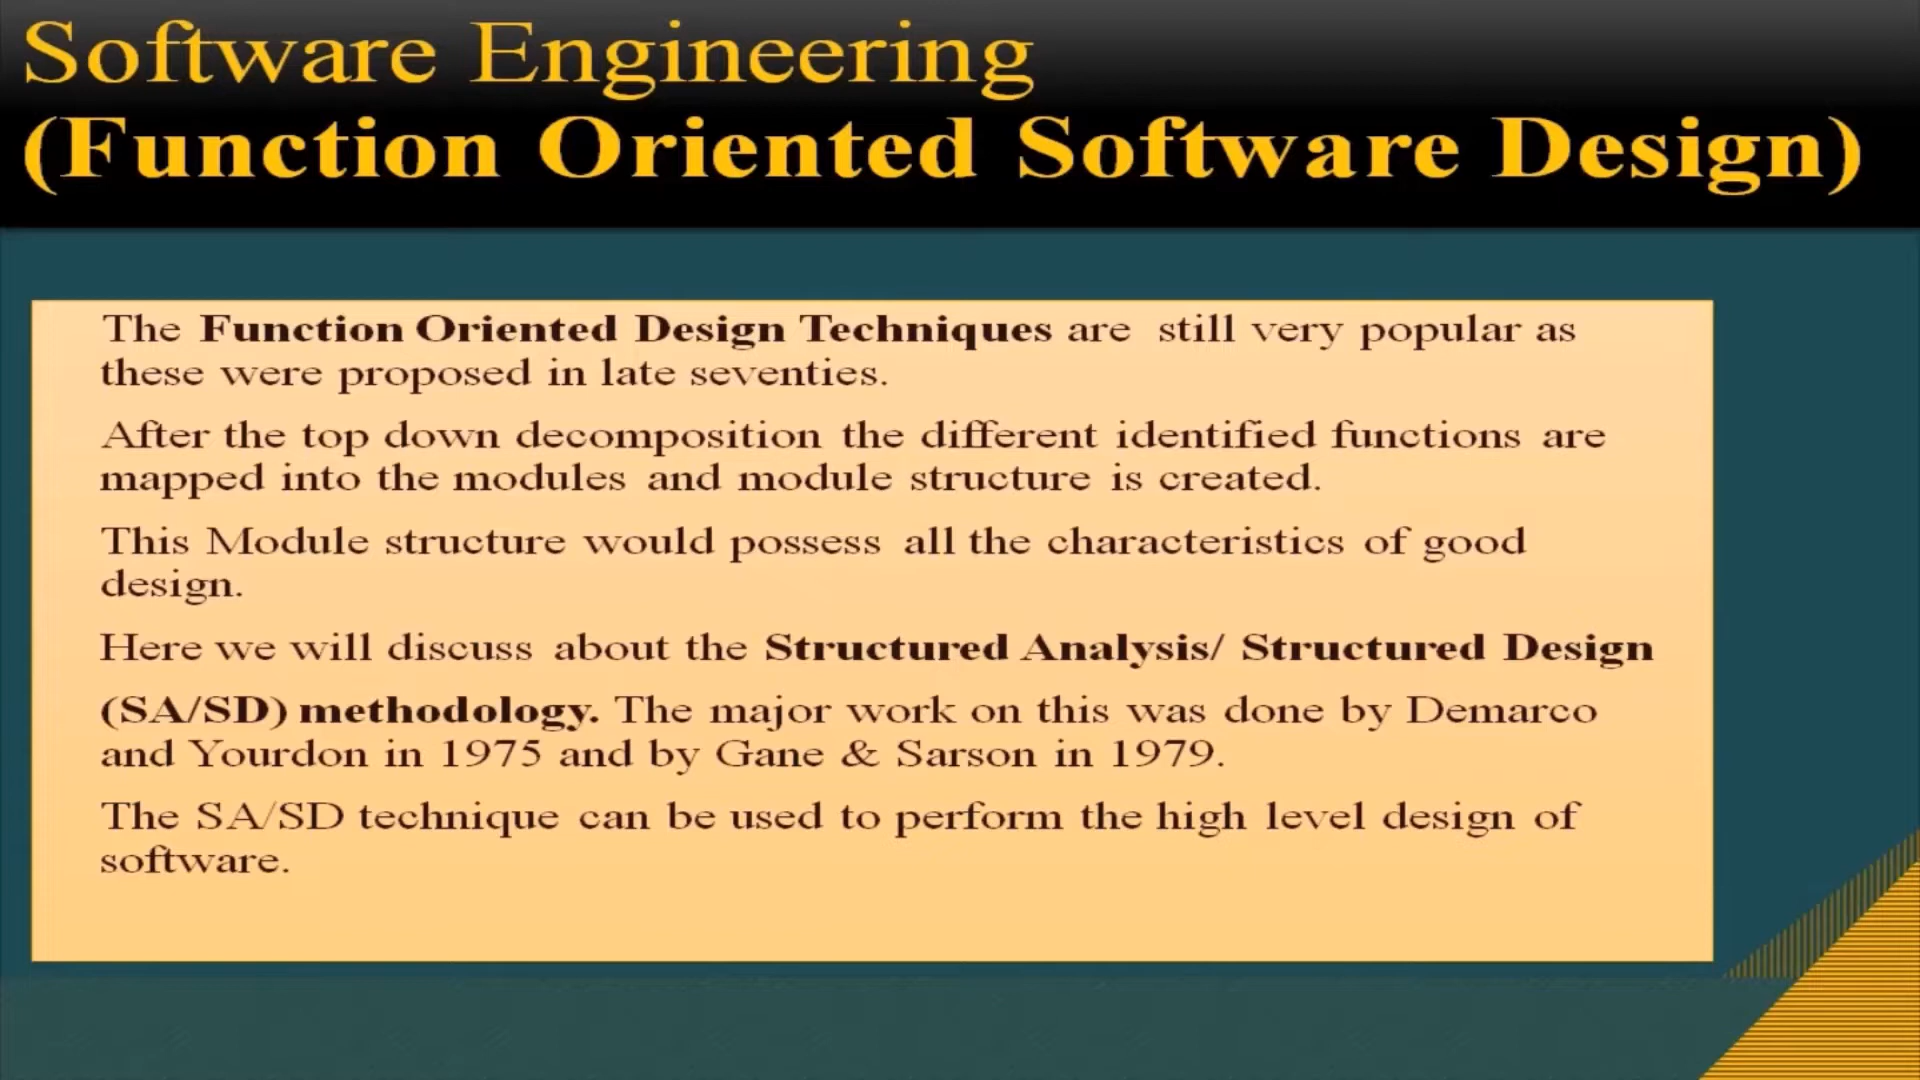 Software Engineering
(Function Oriented Software Design)
The Function Oriented Design Techniques are still very popular as
these were proposed in late seventies.
After the top down decomposition the different identified functions are
mapped into the modules and module structure is created.
This Module structure would possess all the characteristics of good
design.
Here we will discuss about the Structured Analysis/ Structured Design
(SA/SD) methodology. The major work on this was done by Demarco
and Yourdon in 1975 and by Gane & Sarson in 1979.
The SA/SD technique can be used to perform the high level design of
software.